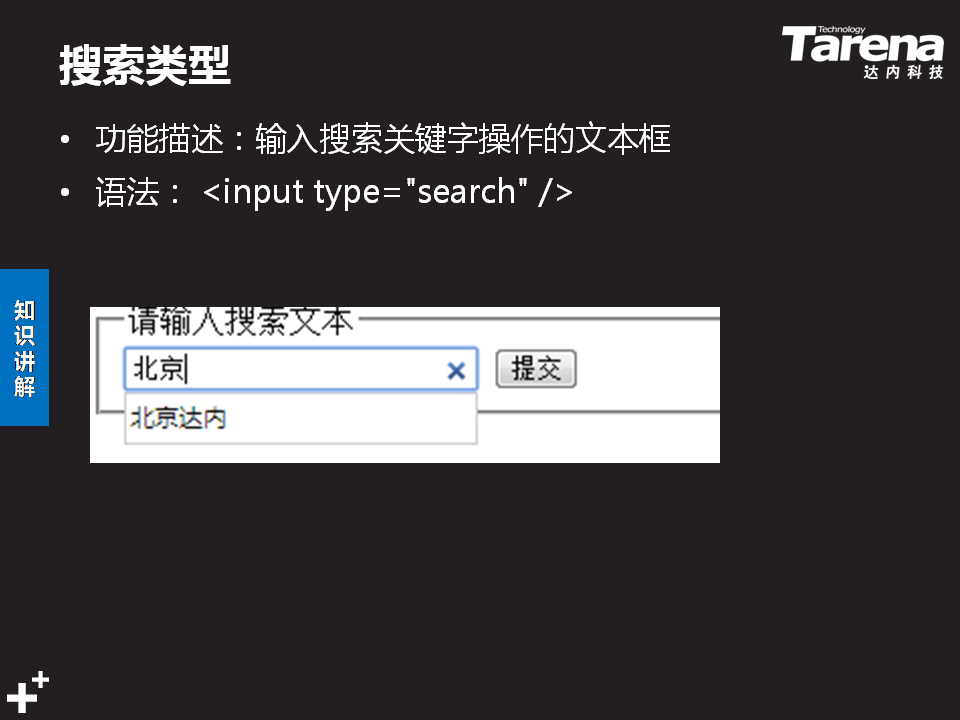 搜索类型
Technology
Tarena
达内科技
• 功能描述：输入搜索关键字操作的文本框
• 语法： <input type="search" />
知识讲解
请输入搜索文本
北京
提交
北京达内